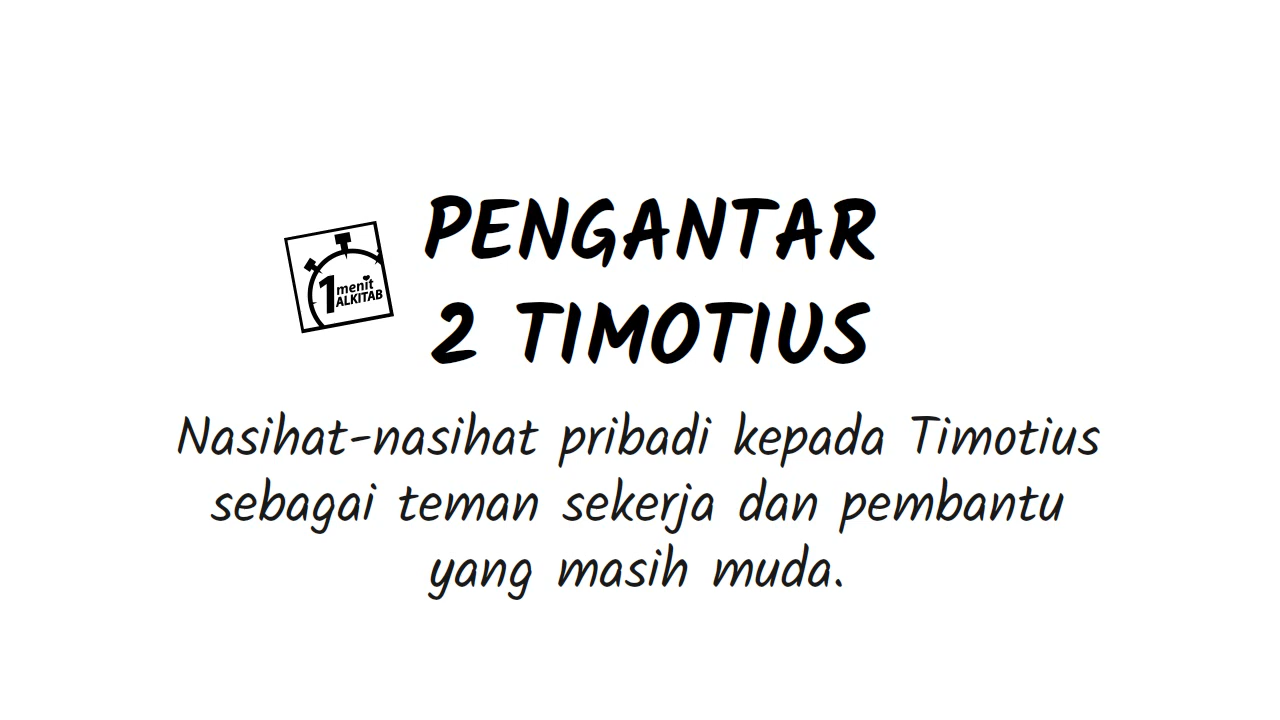 PENGANTAR
2 TIMOTIUS
1 menit
ALKITAB
Nasihat-nasihat pribadi kepada Timotius
sebagai teman sekerja dan pembantu
yang masih muda.